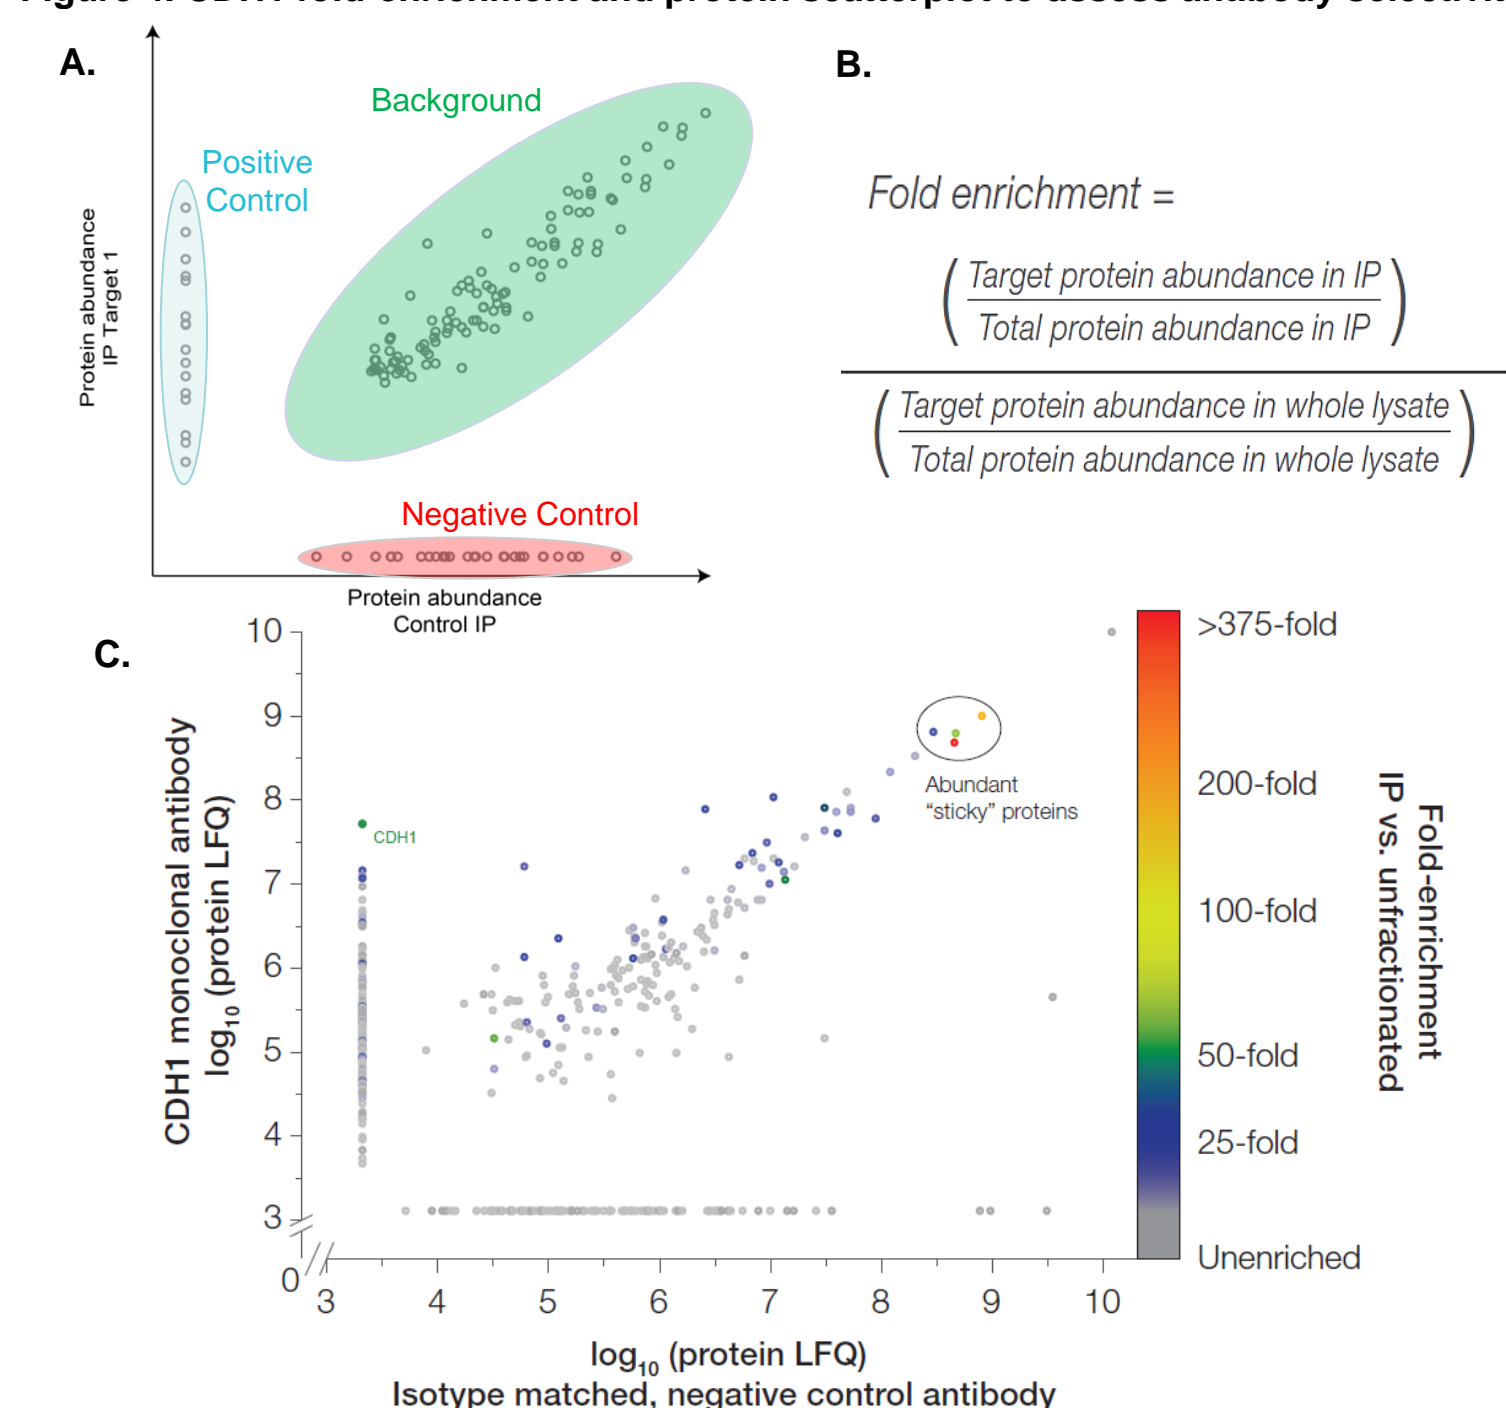 A.
Background
Positive
Control
Protein abundance
IP Target 1
Negative Control
Protein abundance
Control IP
B.
Fold enrichment =
(Target protein abundance in IP
Total protein abundance in IP)
(Target protein abundance in whole lysate
Total protein abundance in whole lysate)
C.
CDH1 monoclonal antibody
log10 (protein LFQ)
10
9
8
7
6
5
4
3
0
CDH1
Abundant
“sticky” proteins
3 4 5 6 7 8 9 10
log10 (protein LFQ)
Isotype matched, negative control antibody
>375-fold
200-fold
100-fold
50-fold
25-fold
Unenriched
Fold-enrichment
IP vs. unfractionated